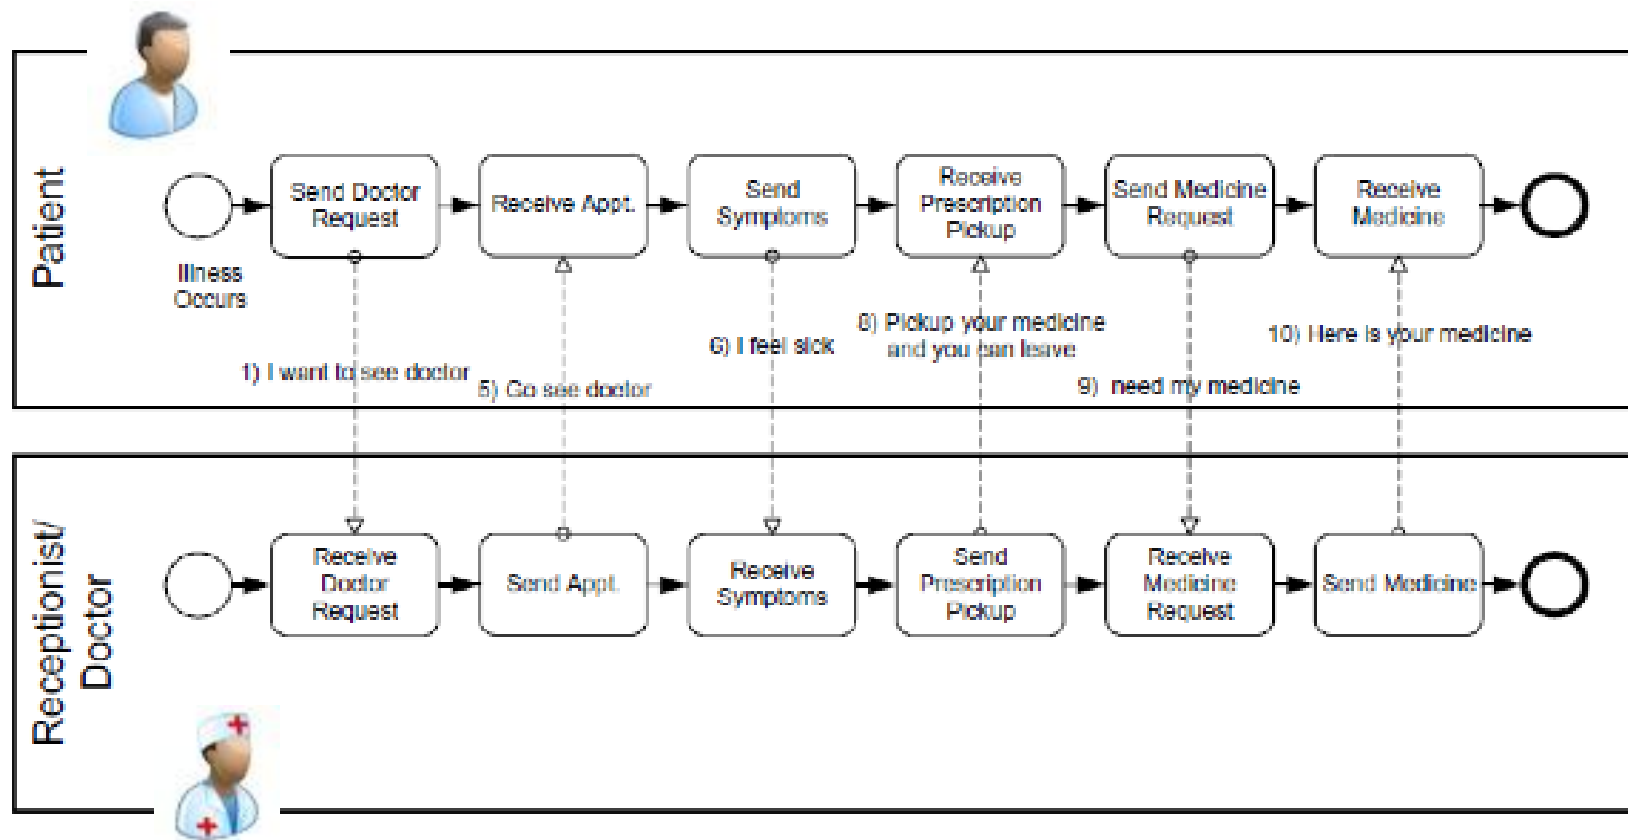 Patient
Send Doctor
Request
Receive Appt.
Send
Symptoms
Receive
Prescription
Pickup
Send Medicine
Request
Receive
Medicine
Illness
Occurs
1) I want to see doctor
5) Go see doctor
6) I feel sick
8) Pickup your medicine
and you can leave
9) need my medicine
10) Here is your medicine
Receptionist/
Doctor
Receive
Doctor
Request
Send Appt.
Receive
Symptoms
Send
Prescription
Pickup
Receive
Medicine
Request
Send Medicine